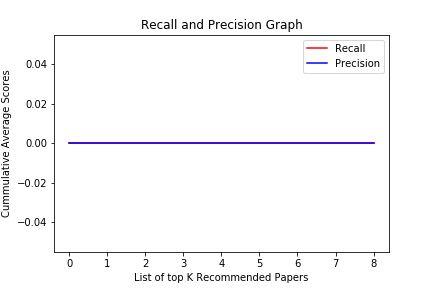 Recall and Precision Graph
Recall
Precision
0.04
0.02
0.00
−0.02
−0.04
Cummulative Average Scores
0 1 2 3 4 5 6 7 8
List of top K Recommended Papers